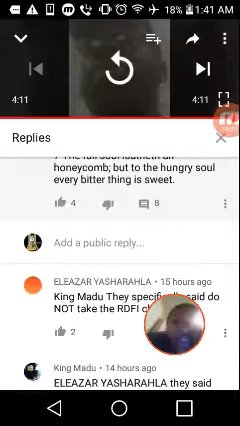 18% 1:41 AM
4:11
4:11
Replies
honeycomb; but to the hungry soul
every bitter thing is sweet.
4
8
Add a public reply...
ELEAZAR YASHARAHLA • 15 hours ago
King Madu They specifically said do
NOT take the RDFI
2
King Madu • 14 hours ago
ELEAZAR YASHARAHLA they said